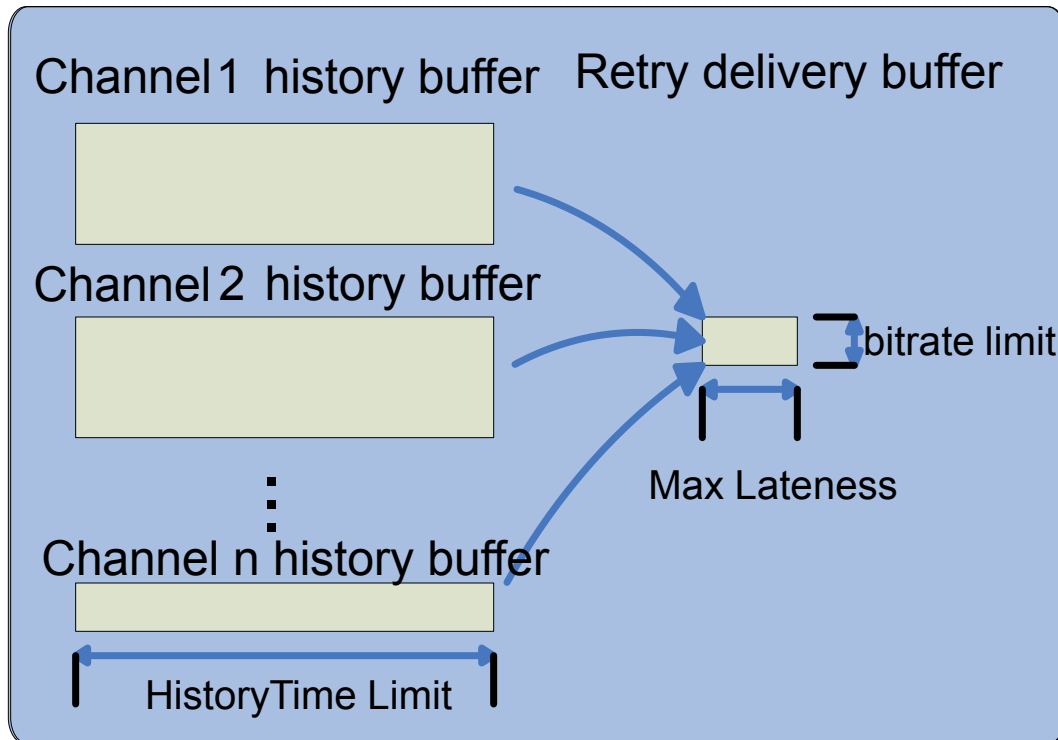 Channel 1 history buffer
Retry delivery buffer
Channel 2 history buffer
bitrate limit
Max Lateness
⋮
Channel n history buffer
HistoryTime Limit